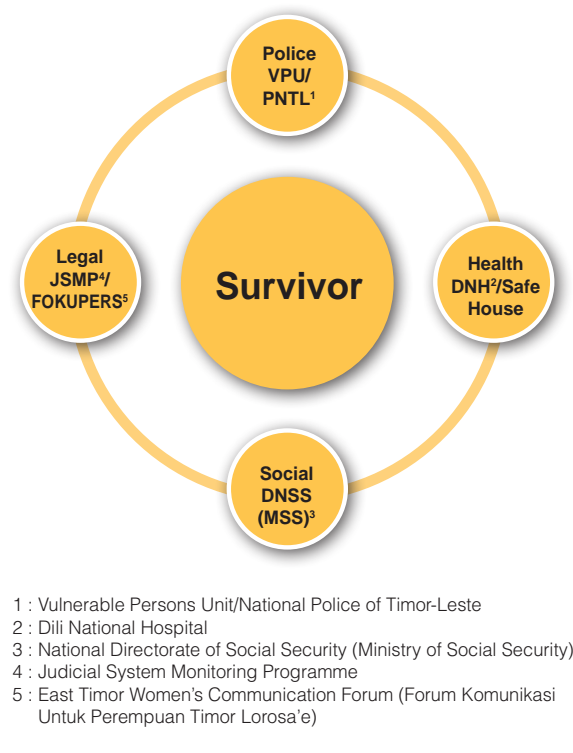 Police
VPU/
PNTL¹
Legal
JSMP⁴/
FOKUPERS⁵
Survivor
Health
DNH²/Safe
House
Social
DNSS
(MSS)³
1 : Vulnerable Persons Unit/National Police of Timor-Leste
2 : Dili National Hospital
3 : National Directorate of Social Security (Ministry of Social Security)
4 : Judicial System Monitoring Programme
5 : East Timor Women's Communication Forum (Forum Komunikasi
Untuk Perempuan Timor Lorosa'e)